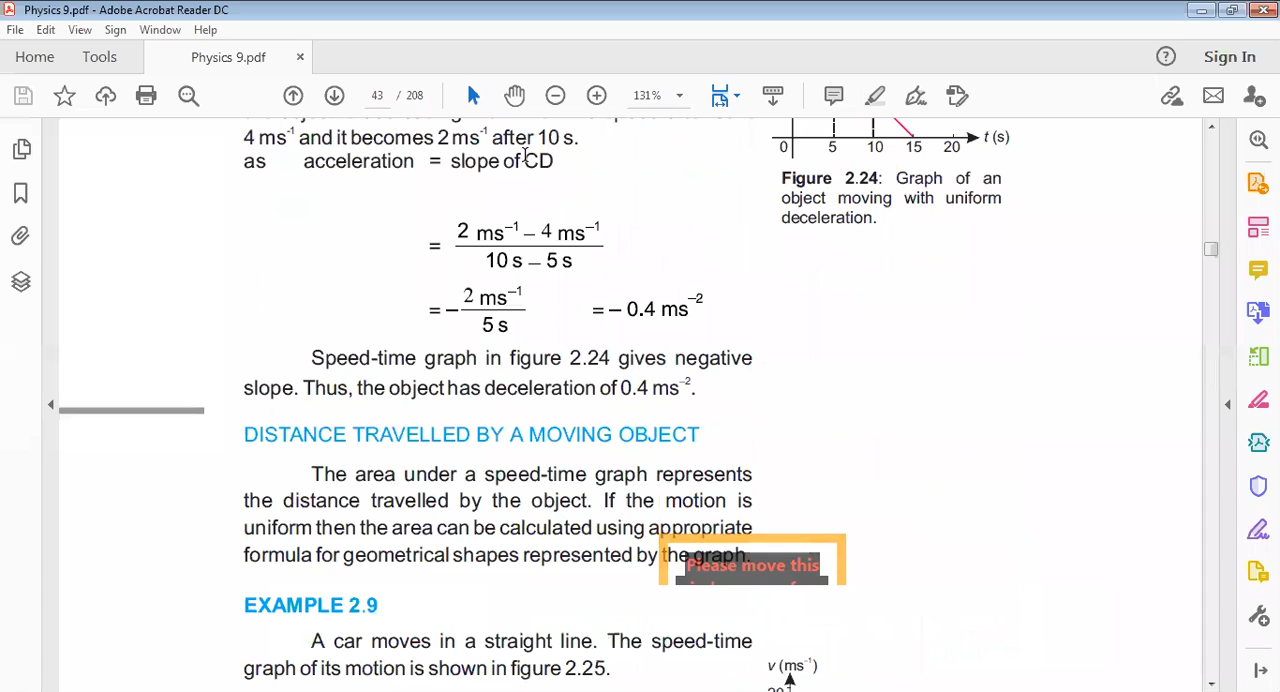 Physics 9.pdf - Adobe Acrobat Reader DC
File Edit View Sign Window Help
Home Tools Physics 9.pdf × Sign In
43 / 208 131%
4 ms⁻¹ and it becomes 2 ms⁻¹ after 10 s.
as acceleration = slope of CD
= 2 ms⁻¹ – 4 ms⁻¹
10 s – 5 s
= – 2 ms⁻¹ = – 0.4 ms⁻²
5 s
Speed-time graph in figure 2.24 gives negative
slope. Thus, the object has deceleration of 0.4 ms⁻².
DISTANCE TRAVELLED BY A MOVING OBJECT
The area under a speed-time graph represents
the distance travelled by the object. If the motion is
uniform then the area can be calculated using appropriate
formula for geometrical shapes represented by the graph.
Please move this
EXAMPLE 2.9
A car moves in a straight line. The speed-time
graph of its motion is shown in figure 2.25.
0 5 10 15 20 t (s)
Figure 2.24: Graph of an
object moving with uniform
deceleration.
v (ms⁻¹)
20